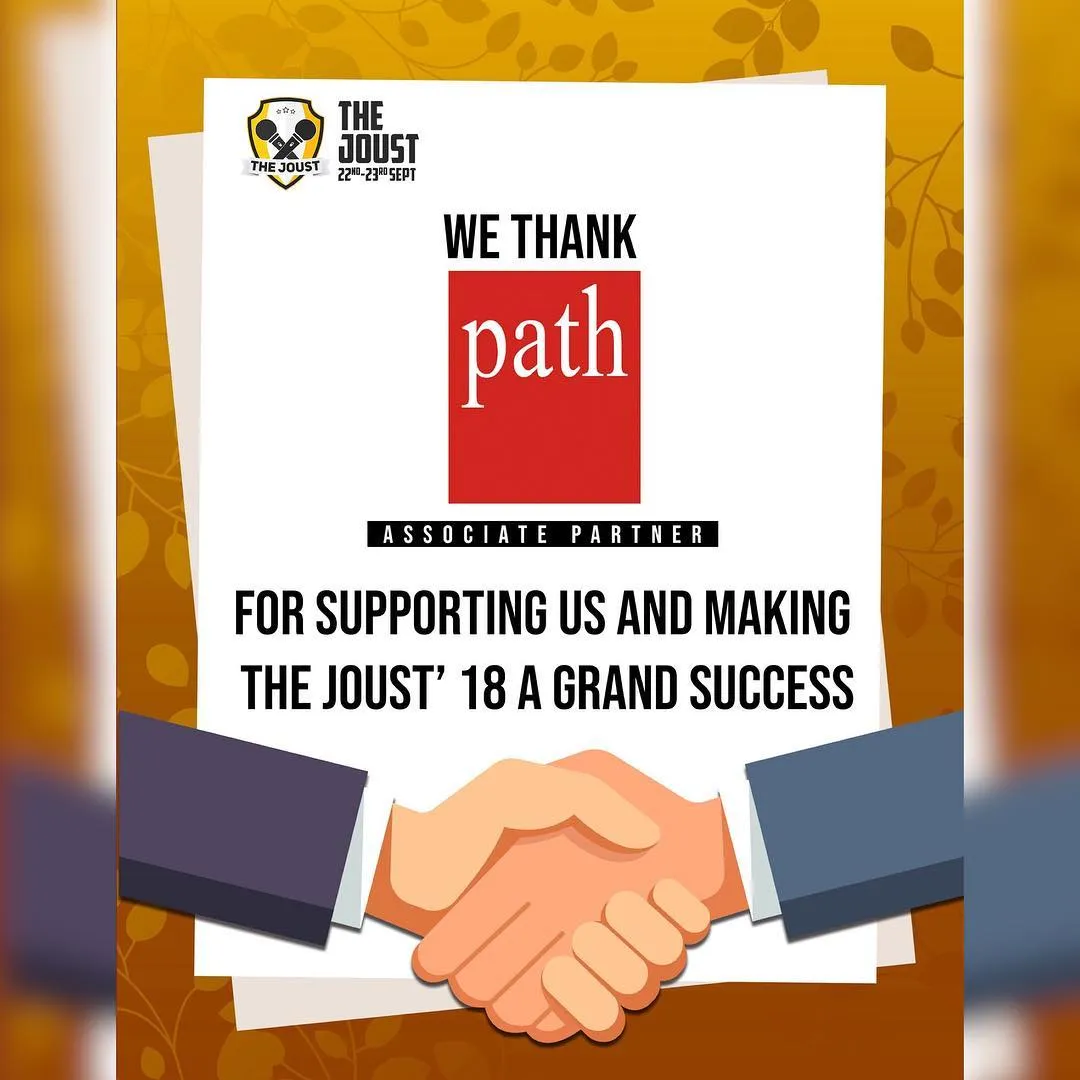 THE JOUST
THE
JOUST
22ND-23RD SEPT
WE THANK
path
ASSOCIATE PARTNER
FOR SUPPORTING US AND MAKING
THE JOUST’ 18 A GRAND SUCCESS